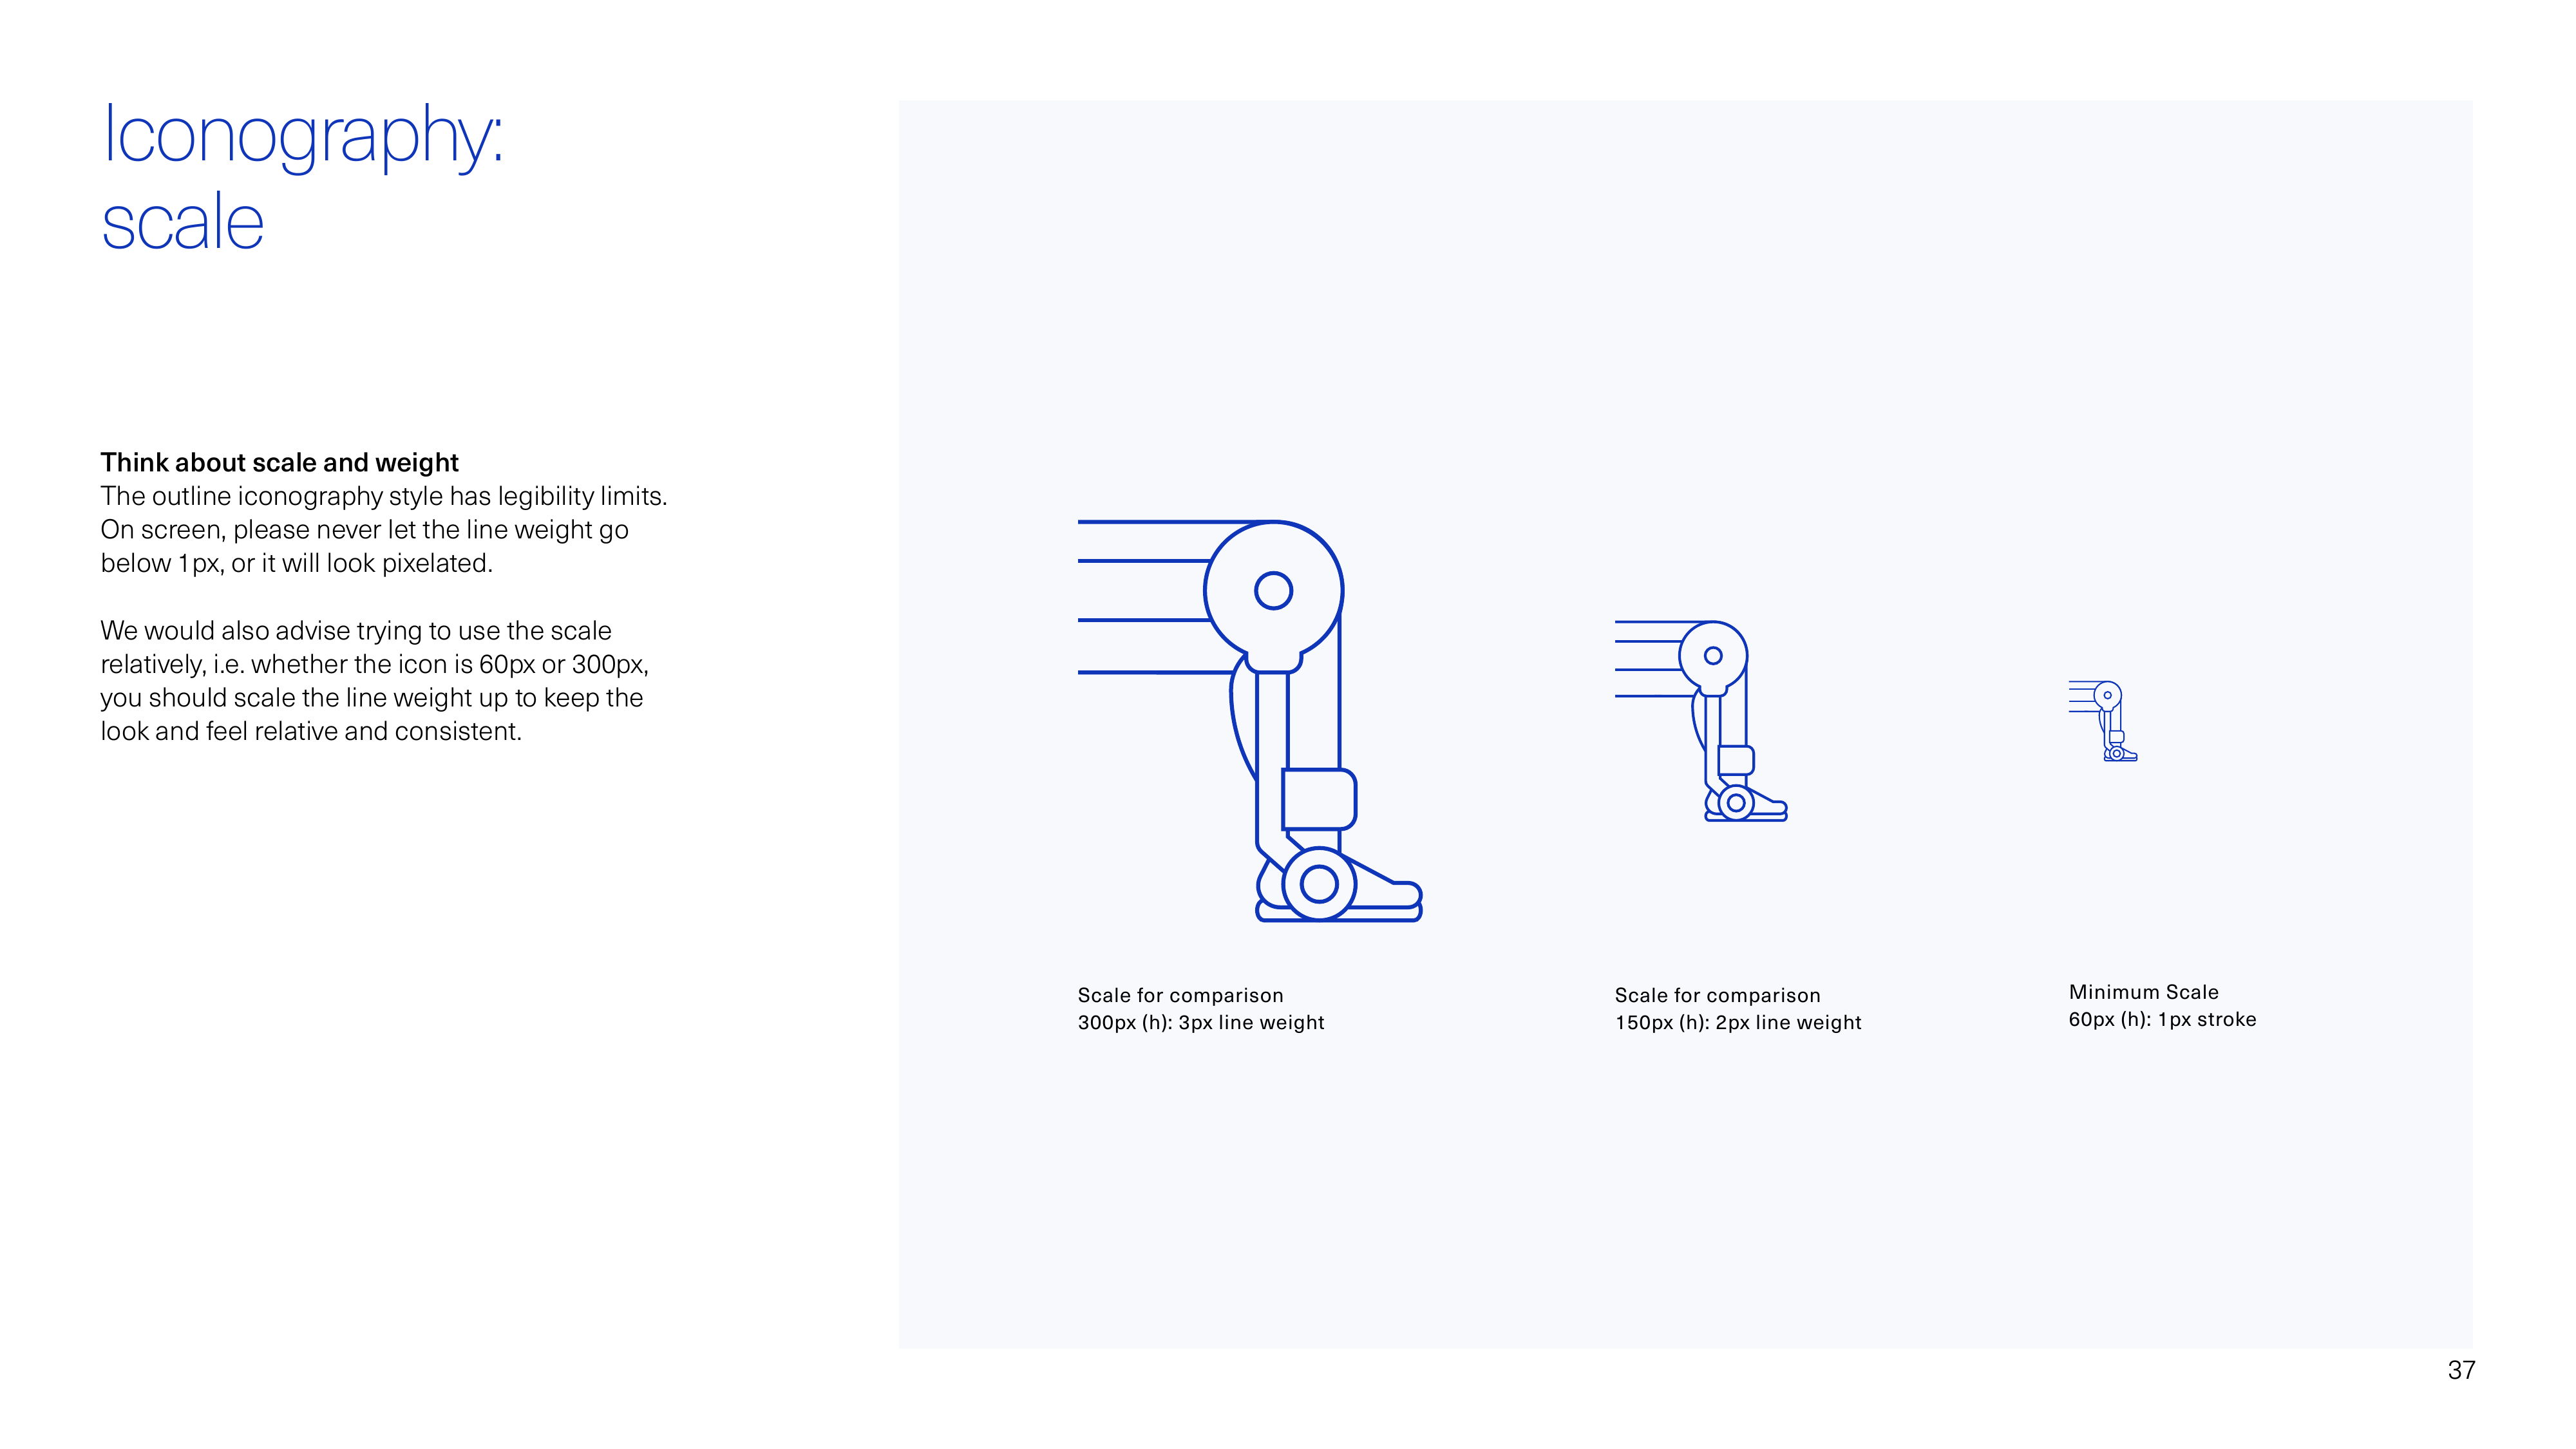 Iconography:
scale
Think about scale and weight
The outline iconography style has legibility limits.
On screen, please never let the line weight go
below 1px, or it will look pixelated.
We would also advise trying to use the scale
relatively, i.e. whether the icon is 60px or 300px,
you should scale the line weight up to keep the
look and feel relative and consistent.
Scale for comparison
300px (h): 3px line weight
Scale for comparison
150px (h): 2px line weight
Minimum Scale
60px (h): 1px stroke
37